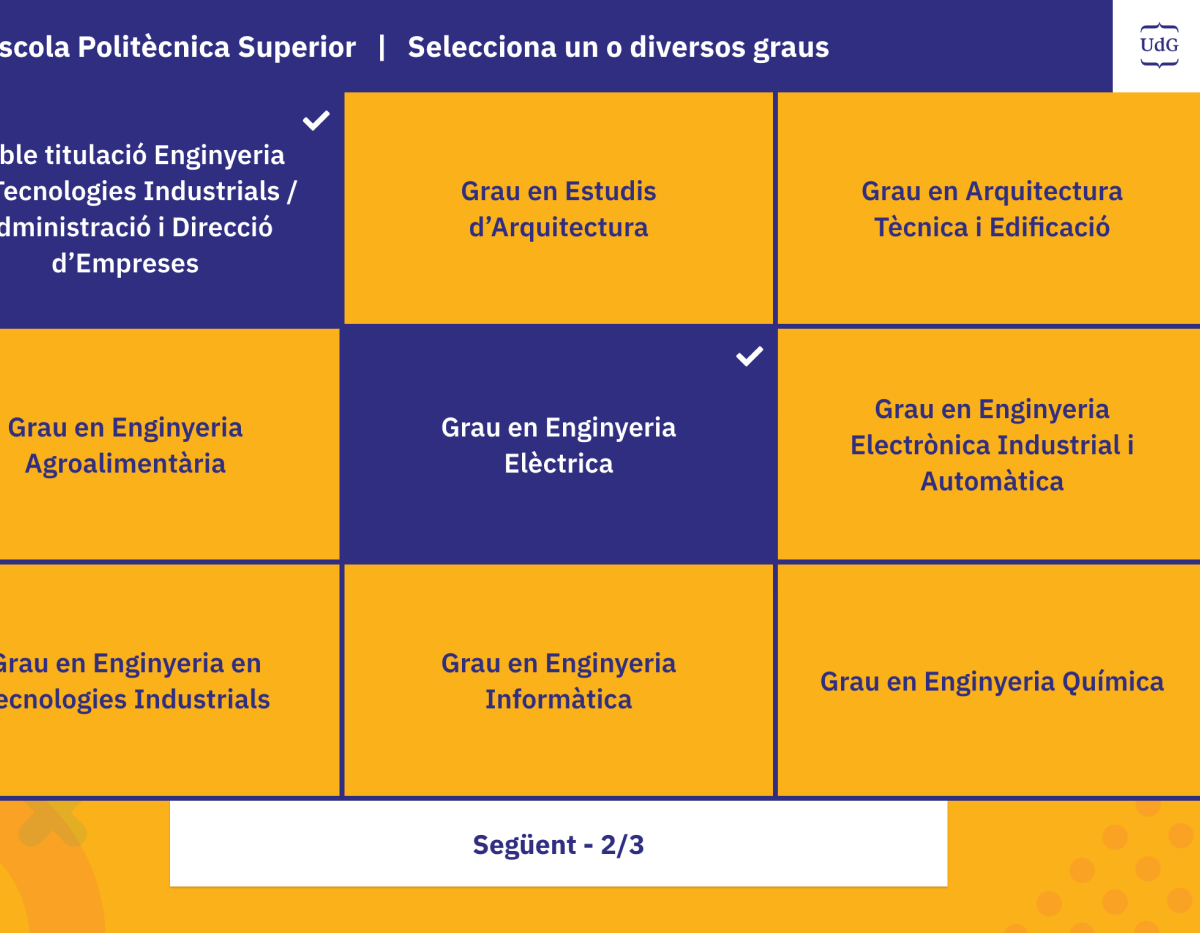 scola Politècnica Superior | Selecciona un o diversos graus
UdG
ble titulació Enginyeria
Tecnologies Industrials /
dministració i Direcció
d’Empreses
Grau en Estudis
d’Arquitectura
Grau en Arquitectura
Tècnica i Edificació
Grau en Enginyeria
Agroalimentària
Grau en Enginyeria
Elèctrica
Grau en Enginyeria
Electrònica Industrial i
Automàtica
Grau en Enginyeria en
ecnologies Industrials
Grau en Enginyeria
Informàtica
Grau en Enginyeria Química
Següent - 2/3